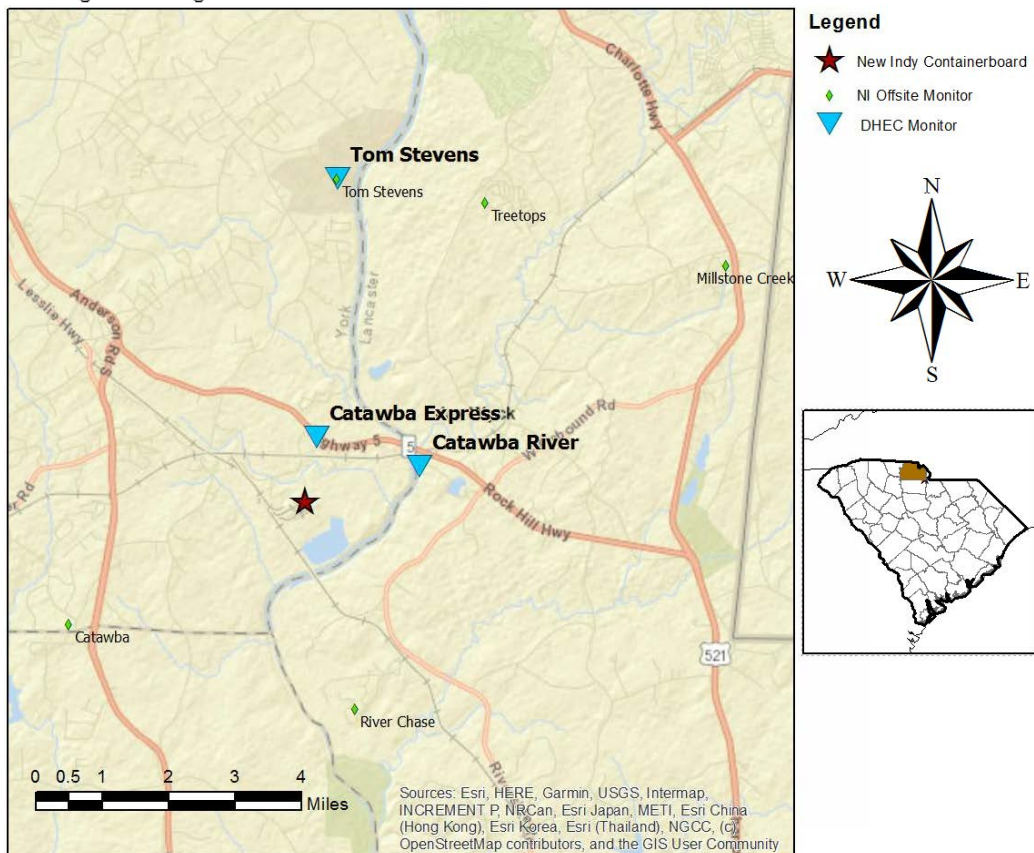 Legend
New Indy Containerboard
NI Offsite Monitor
DHEC Monitor
Charlotte Hwy
Tom Stevens
Tom Stevens
Treetops
Millstone Creek
N
W
E
S
Lesslie Hwy
Anderson Rd S
York
Lancaster
Catawba Express
Highway 5
5
Catawba River
Rock Hill Hwy
521
Catawba
River Chase
0 0.5 1 2 3 4
Miles
Sources: Esri, HERE, Garmin, USGS, Intermap,
INCREMENT P, NRCan, Esri Japan, METI, Esri China
(Hong Kong), Esri Korea, Esri (Thailand), NGCC, (c)
OpenStreetMap contributors, and the GIS User Community